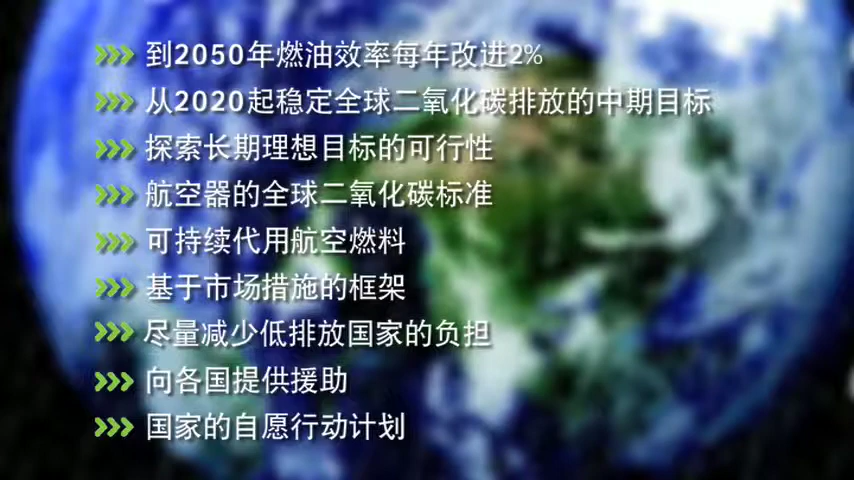 到2050年燃油效率每年改进2%
从2020起稳定全球二氧化碳排放的中期目标
探索长期理想目标的可行性
航空器的全球二氧化碳标准
可持续代用航空燃料
基于市场措施的框架
尽量减少低排放国家的负担
向各国提供援助
国家的自愿行动计划